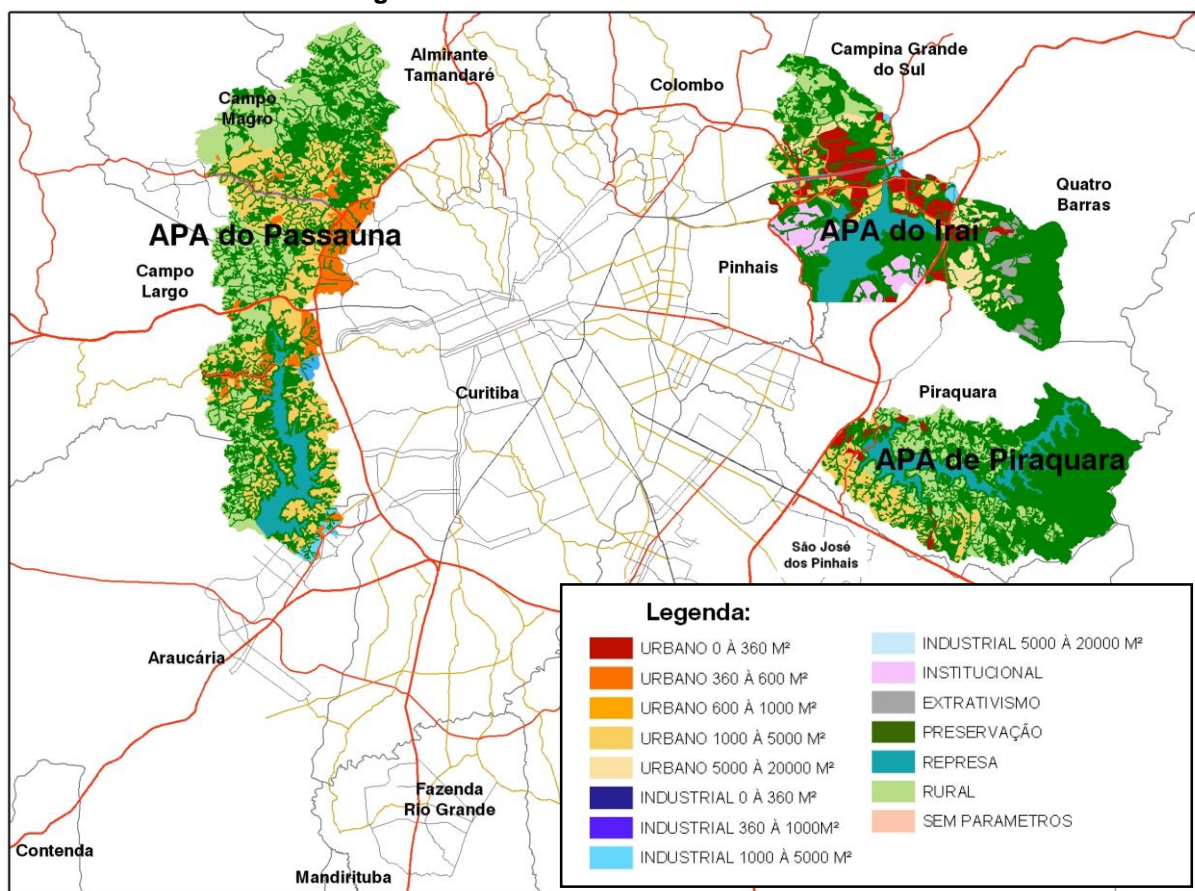 Almirante
Tamandaré
Campina Grande
do Sul
Colombo
Campo
Magro
Quatro
Barras
APA do Passauna
APA do Irai
Campo
Largo
Pinhais
Curitiba
Piraquara
APA de Piraquara
São José
dos Pinhais
Araucária
Fazenda
Rio Grande
Contenda
Mandirituba
Legenda:
URBANO 0 À 360 M²
URBANO 360 À 600 M²
URBANO 600 À 1000 M²
URBANO 1000 À 5000 M²
URBANO 5000 À 20000 M²
INDUSTRIAL 0 À 360 M²
INDUSTRIAL 360 À 1000M²
INDUSTRIAL 1000 À 5000 M²
INDUSTRIAL 5000 À 20000 M²
INSTITUCIONAL
EXTRATIVISMO
PRESERVAÇÃO
REPRESA
RURAL
SEM PARAMETROS